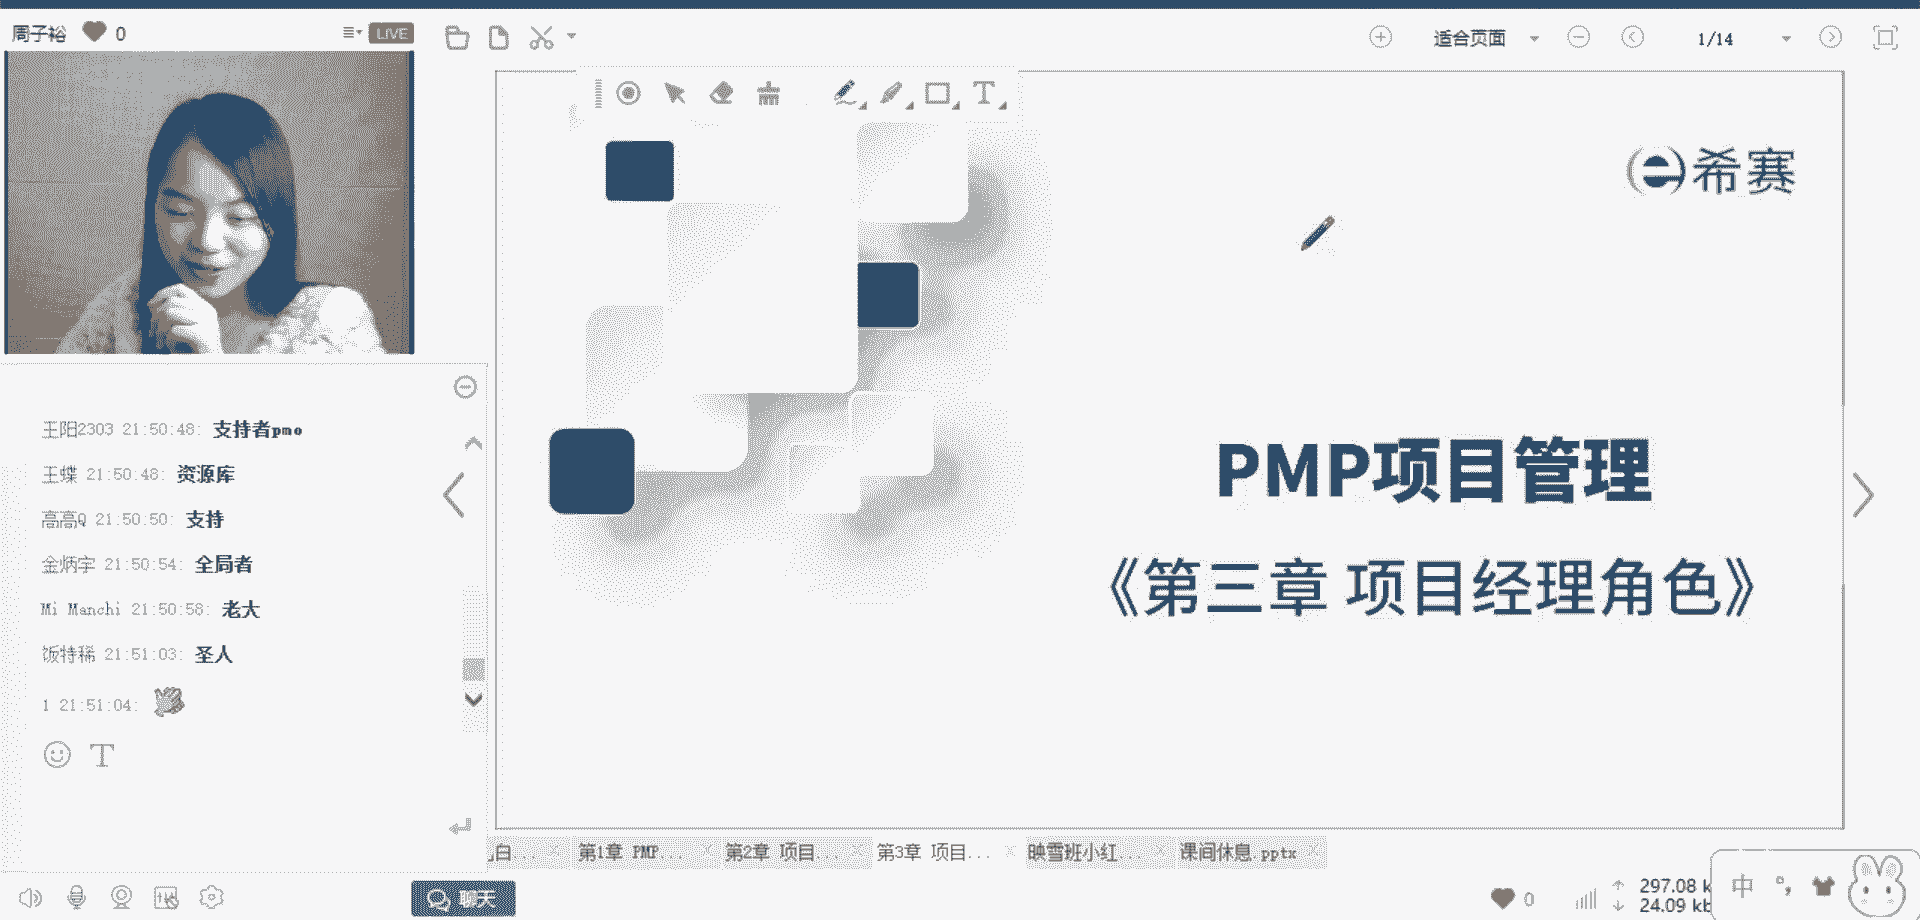 周子裕 0 LIVE
适合页面 1/14
希赛
PMP项目管理
《第三章 项目经理角色》
王阳2303 21:50:48: 支持者pmo
王蝶 21:50:48: 资源库
高高Q 21:50:50: 支持
金炳宇 21:50:54: 全局者
Mi Manchi 21:50:58: 老大
饭特稀 21:51:03: 圣人
1 21:51:04:
T
第1章 PMP... 第2章 项目... 第3章 项目... 映雪班小红... 课间休息.pptx
聊天
0
297.08 k
24.09 kb
中